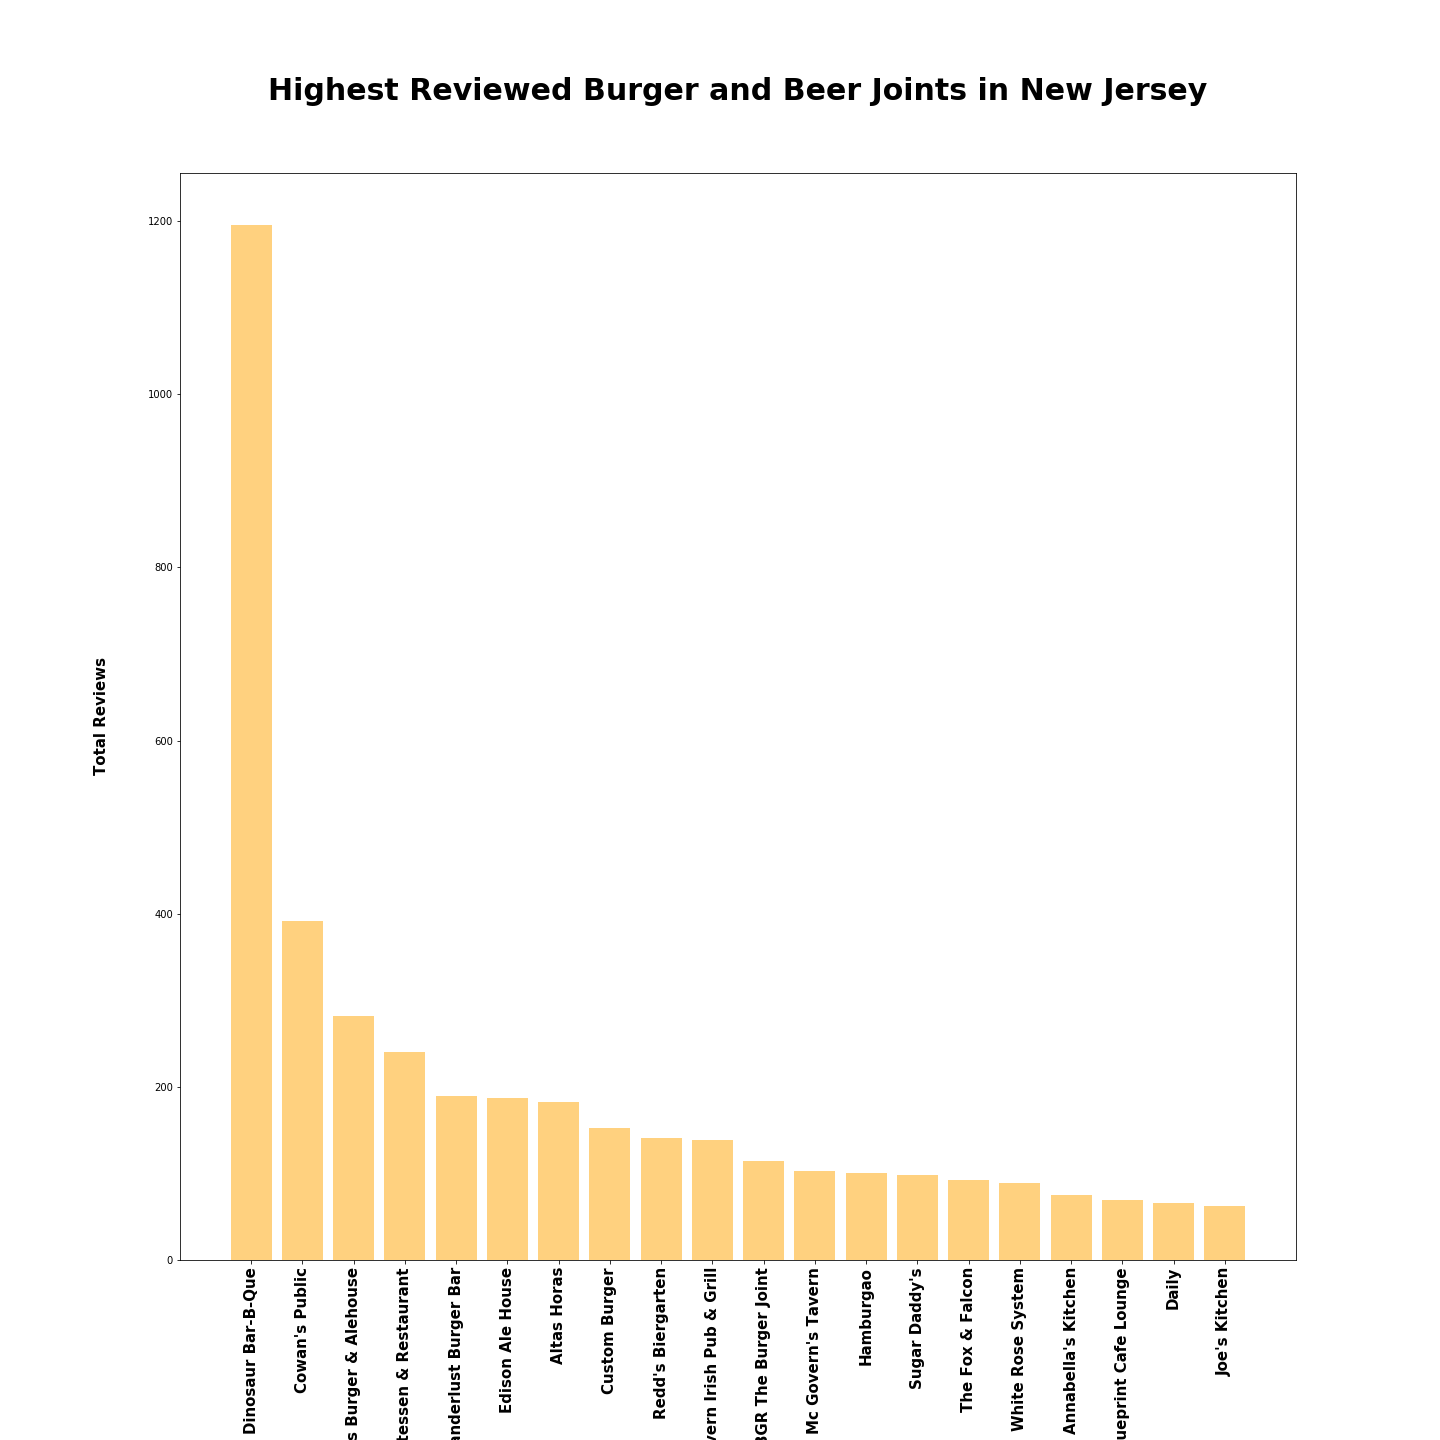 Highest Reviewed Burger and Beer Joints in New Jersey
Total Reviews
1200
1000
800
600
400
200
0
Dinosaur Bar-B-Que
Cowan's Public
s Burger & Alehouse
tessen & Restaurant
anderlust Burger Bar
Edison Ale House
Altas Horas
Custom Burger
Redd's Biergarten
vern Irish Pub & Grill
BGR The Burger Joint
Mc Govern's Tavern
Hamburgao
Sugar Daddy's
The Fox & Falcon
White Rose System
Annabella's Kitchen
ueprint Cafe Lounge
Daily
Joe's Kitchen